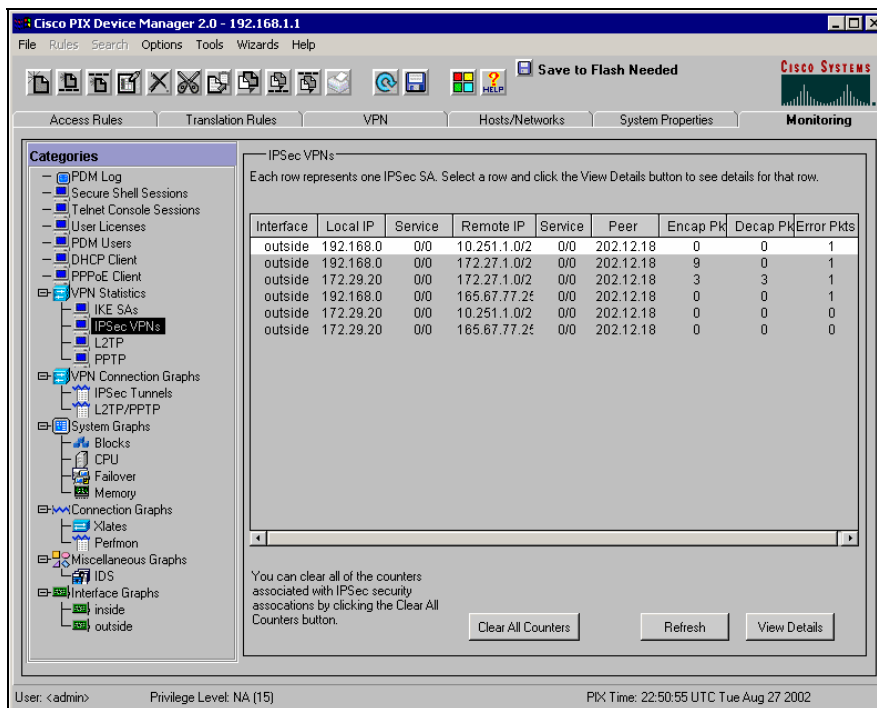 Cisco PIX Device Manager 2.0 - 192.168.1.1
File Rules Search Options Tools Wizards Help
HELP
Save to Flash Needed
CISCO SYSTEMS
Access Rules Translation Rules VPN Hosts/Networks System Properties Monitoring
Categories
PDM Log
Secure Shell Sessions
Telnet Console Sessions
User Licenses
PDM Users
DHCP Client
PPPoE Client
VPN Statistics
IKE SAs
IPSec VPNs
L2TP
PPTP
VPN Connection Graphs
IPSec Tunnels
L2TP/PPTP
System Graphs
Blocks
CPU
Failover
Memory
Connection Graphs
Xlates
Perfmon
Miscellaneous Graphs
IDS
Interface Graphs
inside
outside
IPSec VPNs
Each row represents one IPSec SA. Select a row and click the View Details button to see details for that row.
Interface Local IP Service Remote IP Service Peer Encap Pk Decap Pk Error Pkts
outside 192.168.0 0/0 10.251.1.0/2 0/0 202.12.18 0 0 1
outside 192.168.0 0/0 172.27.1.0/2 0/0 202.12.18 9 0 1
outside 172.29.20 0/0 172.27.1.0/2 0/0 202.12.18 3 3 1
outside 192.168.0 0/0 165.67.77.25 0/0 202.12.18 0 0 1
outside 172.29.20 0/0 10.251.1.0/2 0/0 202.12.18 0 0 0
outside 172.29.20 0/0 165.67.77.25 0/0 202.12.18 0 0 0
You can clear all of the counters
associated with IPSec security
assocations by clicking the Clear All
Counters button.
Clear All Counters Refresh View Details
User: <admin> Privilege Level: NA (15) PIX Time: 22:50:55 UTC Tue Aug 27 2002